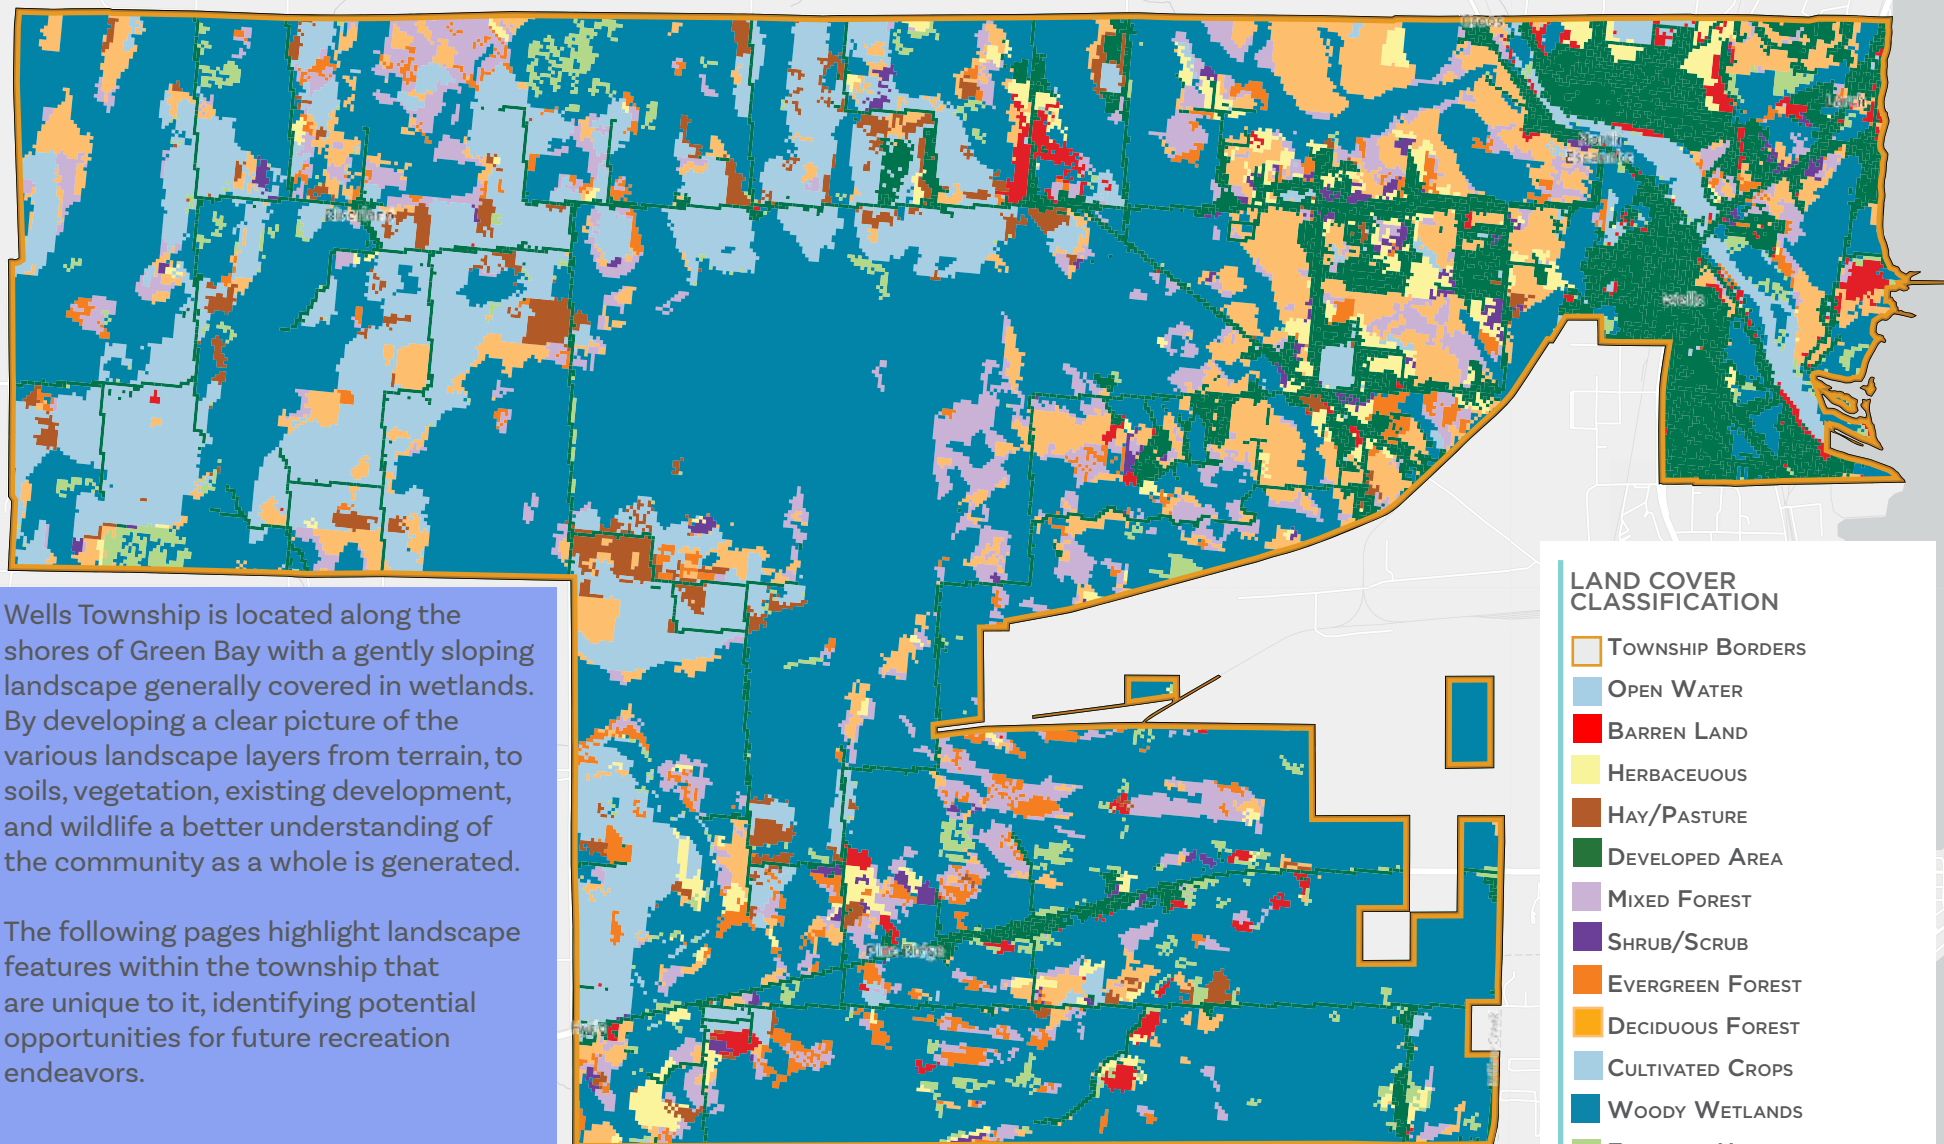 Wells Township is located along the
shores of Green Bay with a gently sloping
landscape generally covered in wetlands.
By developing a clear picture of the
various landscape layers from terrain, to
soils, vegetation, existing development,
and wildlife a better understanding of
the community as a whole is generated.
The following pages highlight landscape
features within the township that
are unique to it, identifying potential
opportunities for future recreation
endeavors.
LAND COVER
CLASSIFICATION
Township Borders
Open Water
Barren Land
Herbaceuous
Hay/Pasture
Developed Area
Mixed Forest
Shrub/Scrub
Evergreen Forest
Deciduous Forest
Cultivated Crops
Woody Wetlands
North
Escanaba
Wells
Pine Ridge